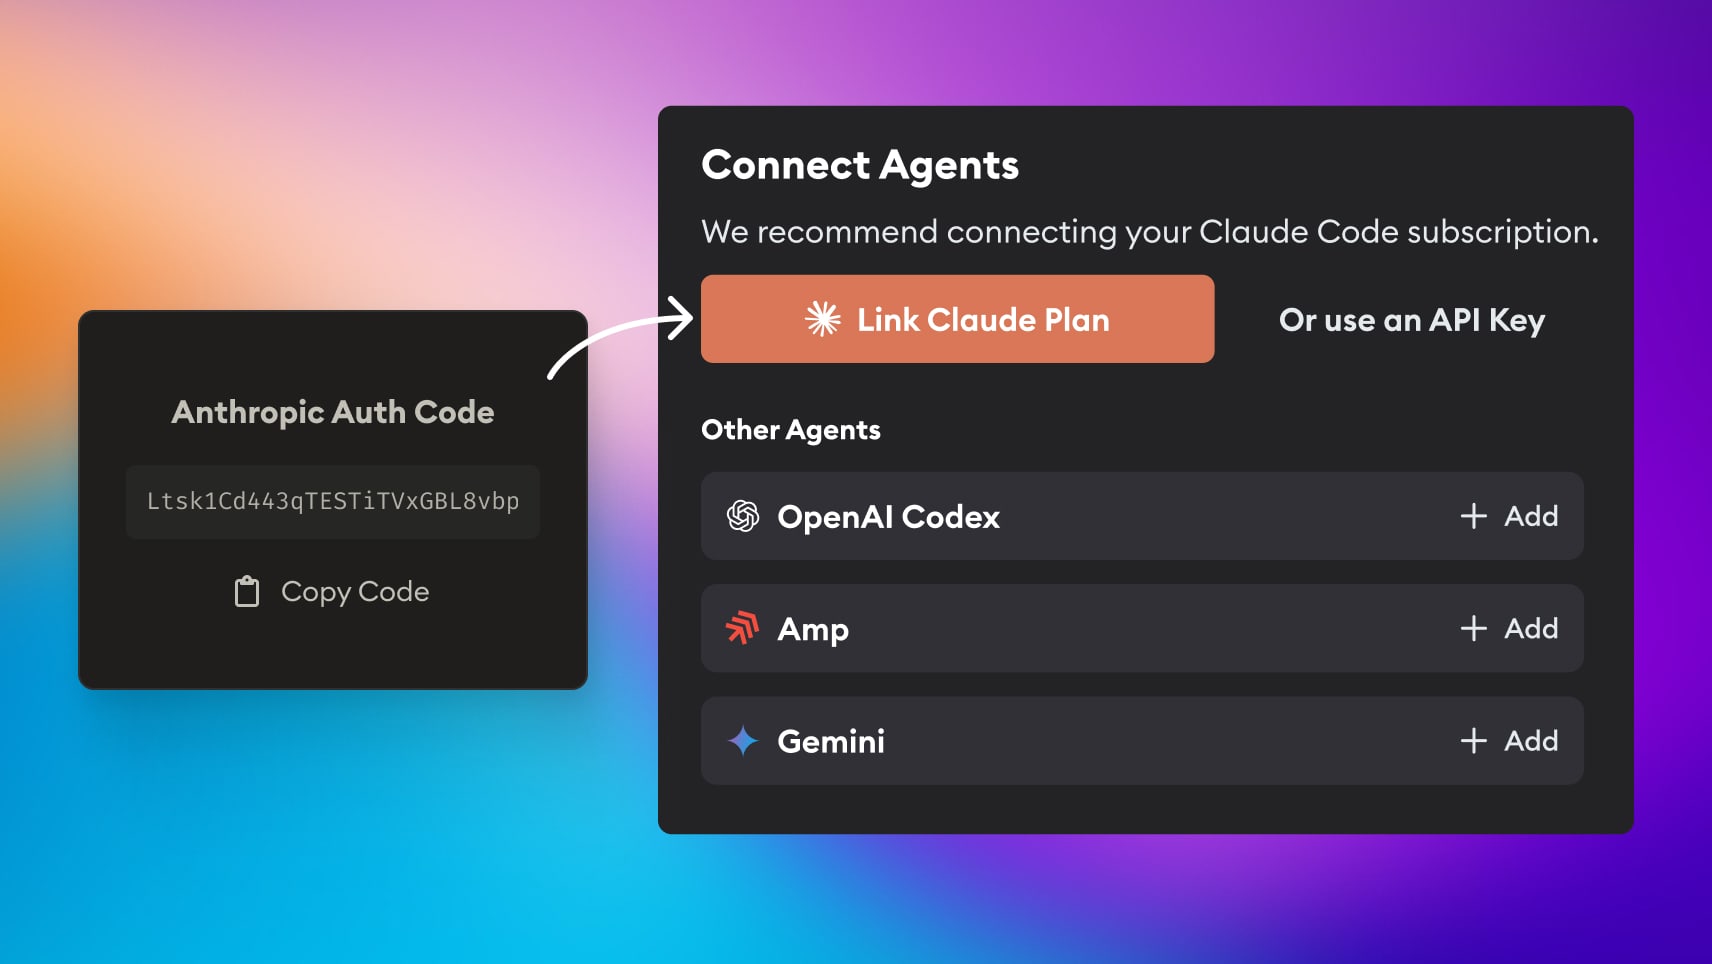 Anthropic Auth Code
Ltsk1Cd443qTESTiTVxGBL8vbp
Copy Code
Connect Agents
We recommend connecting your Claude Code subscription.
Link Claude Plan
Or use an API Key
Other Agents
OpenAI Codex
Add
Amp
Add
Gemini
Add